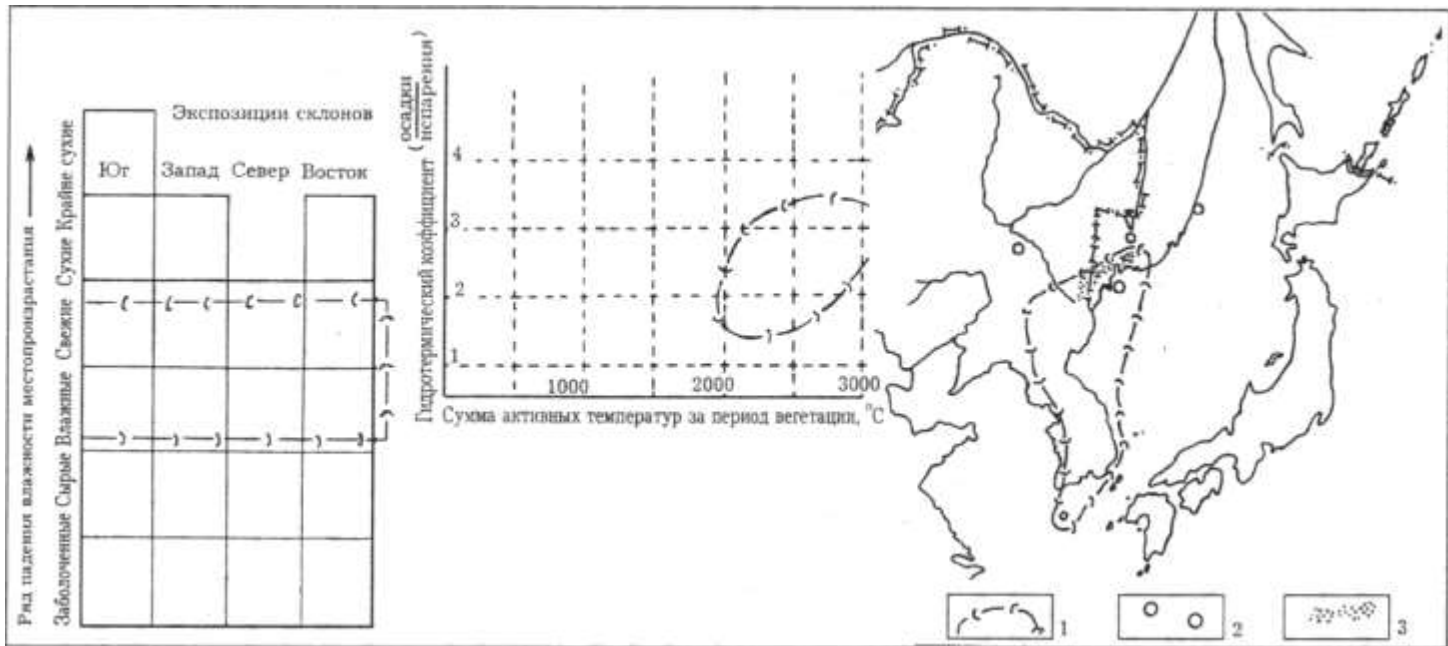 Ряд падения влажности местопроизрастания
Заболоченные Сырые Влажные Свежие Сухие Крайне сухие
Экспозиции склонов
Юг Запад Север Восток
Гидротермический коэффициент (осадки
испарения)
4
3
2
1
1000 2000 3000
Сумма активных температур за период вегетации, °С
1 2 3